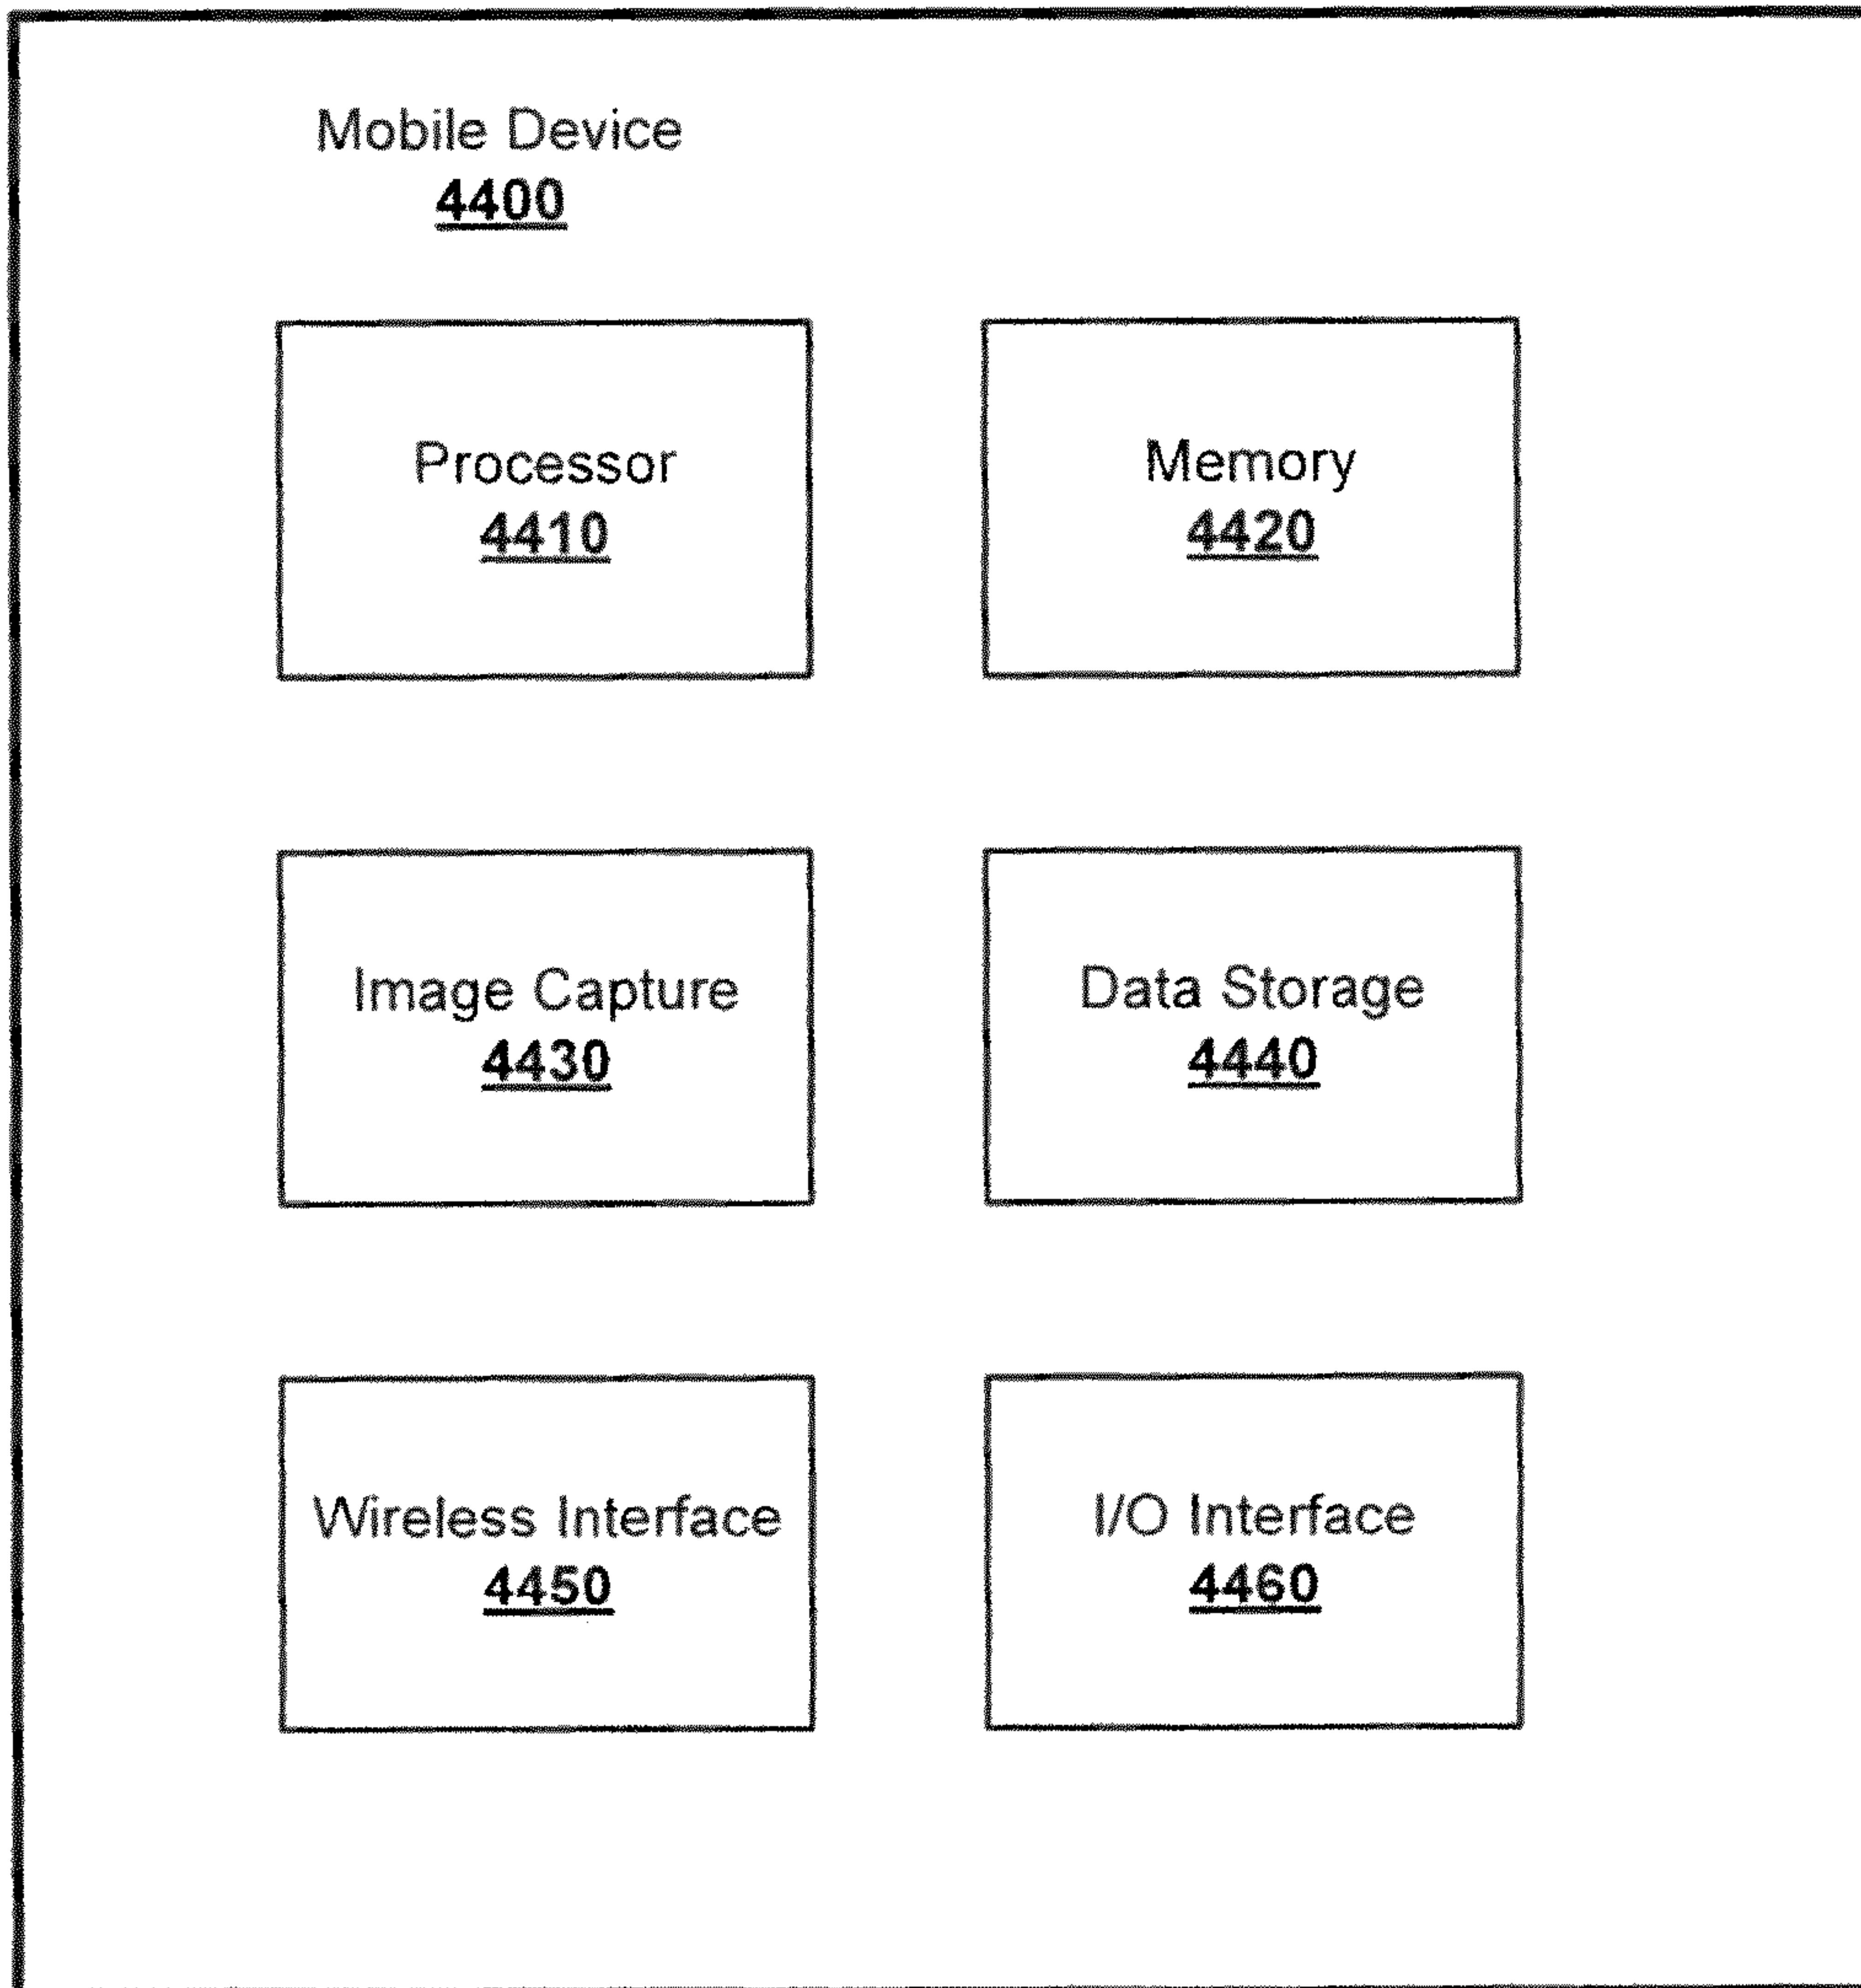 Mobile Device
4400
Processor
4410
Memory
4420
Image Capture
4430
Data Storage
4440
Wireless Interface
4450
I/O Interface
4460